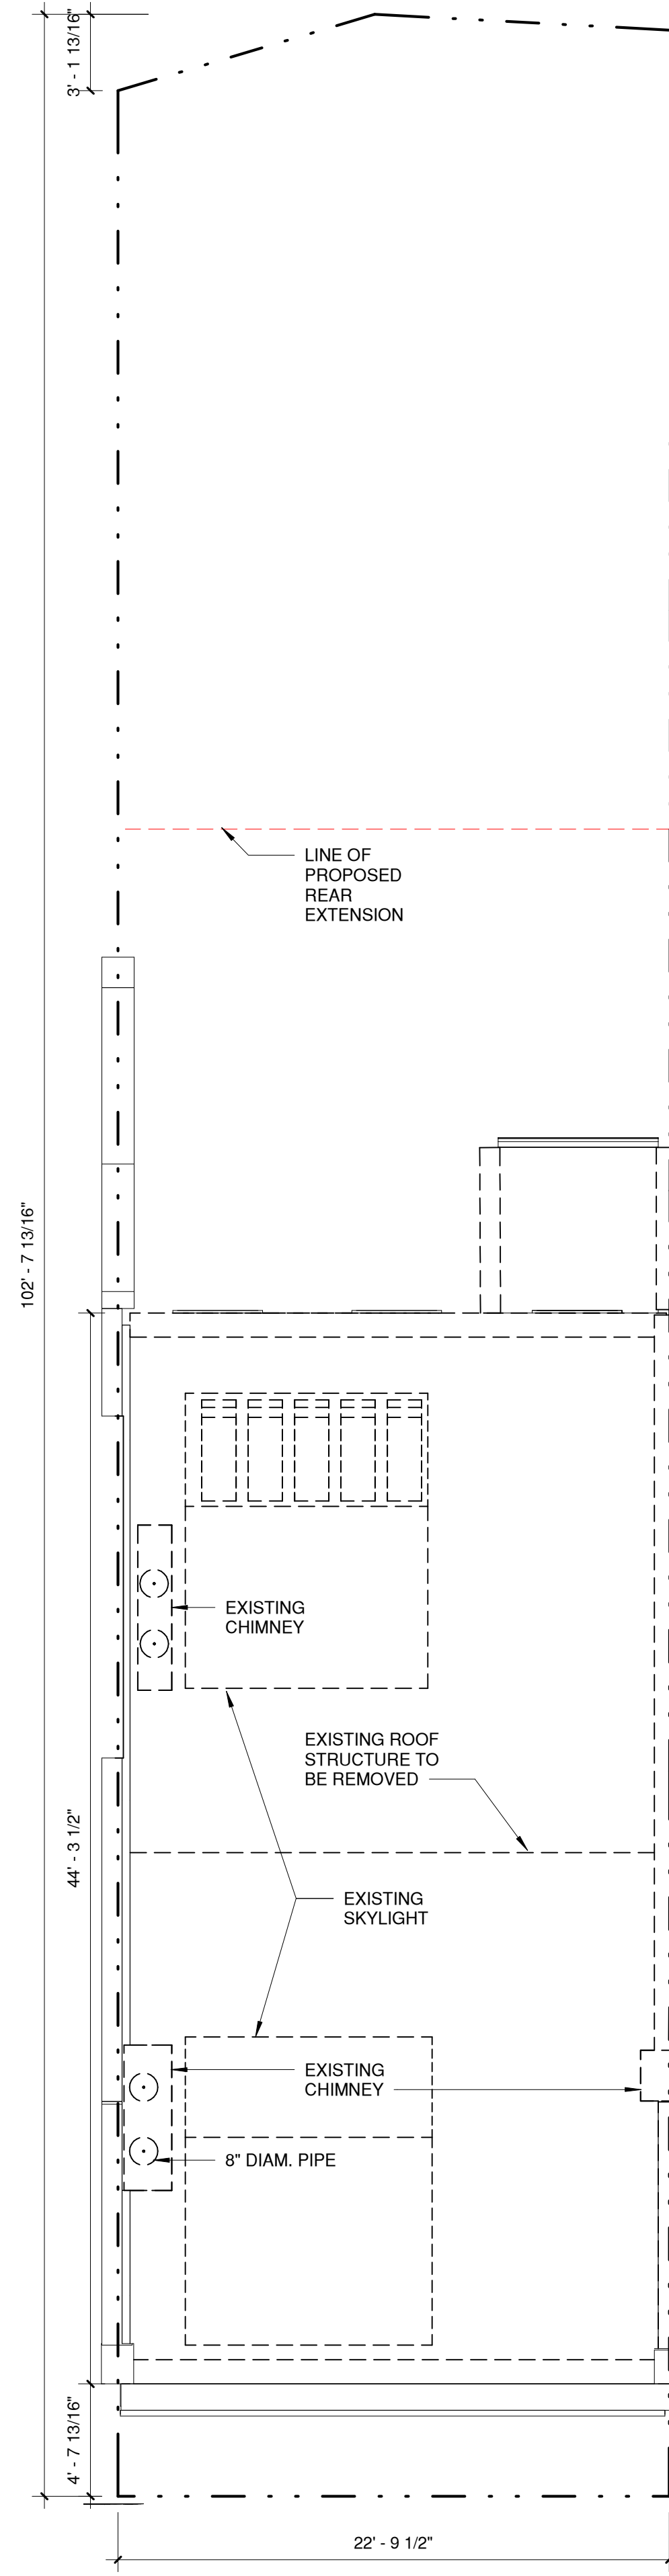 3' - 1 13/16"
LINE OF
PROPOSED
REAR
EXTENSION
102' - 7 13/16"
EXISTING
CHIMNEY
EXISTING ROOF
STRUCTURE TO
BE REMOVED
44' - 3 1/2"
EXISTING
SKYLIGHT
EXISTING
CHIMNEY
8" DIAM. PIPE
4' - 7 13/16"
22' - 9 1/2"